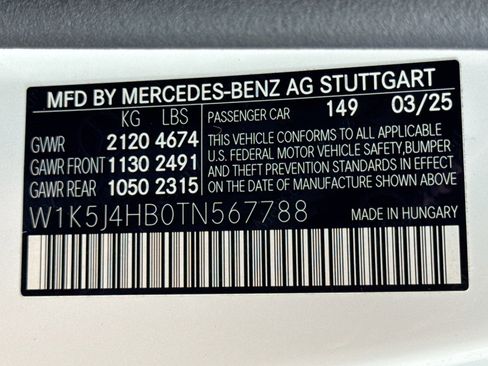 MFD BY MERCEDES-BENZ AG STUTTGART
KG LBS PASSENGER CAR 149 03/25
GVWR 2120 4674
GAWR FRONT 1130 2491
GAWR REAR 1050 2315
THIS VEHICLE CONFORMS TO ALL APPLICABLE
U.S. FEDERAL MOTOR VEHICLE SAFETY,BUMPER
AND THEFT PREVENTION STANDARDS IN EFFECT
ON THE DATE OF MANUFACTURE SHOWN ABOVE.
W1K5J4HB0TN567788 MADE IN HUNGARY